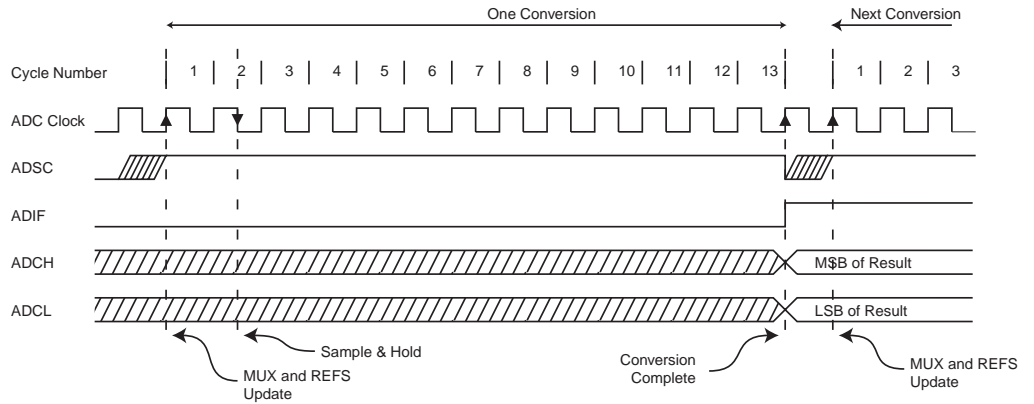 One Conversion Next Conversion
Cycle Number 1 2 3 4 5 6 7 8 9 10 11 12 13 1 2 3
ADC Clock
ADSC
ADIF
ADCH MSB of Result
ADCL LSB of Result
Sample & Hold
MUX and REFS
Update
Conversion
Complete
MUX and REFS
Update